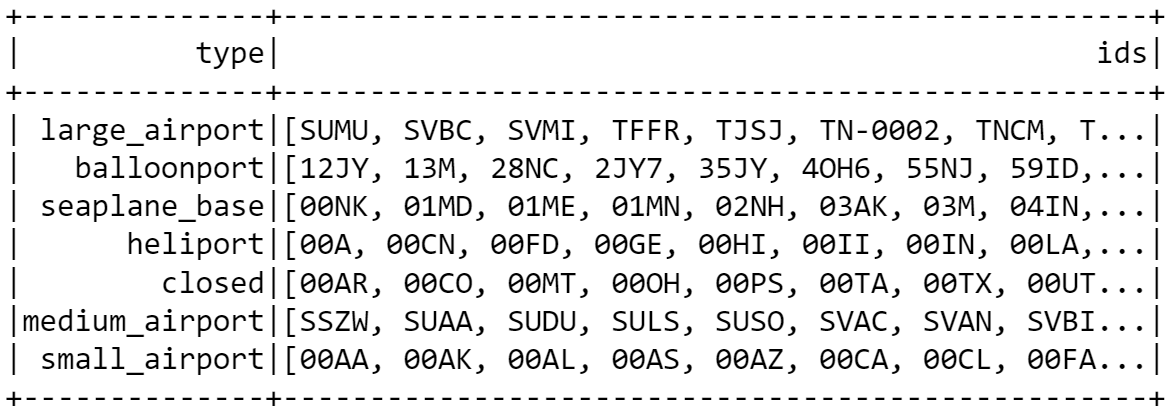 +--------------+--------------------------------------------------+
|          type|                                               ids|
+--------------+--------------------------------------------------+
| large_airport|[SUMU, SVBC, SVMI, TFFR, TJSJ, TN-0002, TNCM, T...|
|   balloonport|[12JY, 13M, 28NC, 2JY7, 35JY, 4OH6, 55NJ, 59ID,...|
| seaplane_base|[00NK, 01MD, 01ME, 01MN, 02NH, 03AK, 03M, 04IN,...|
|      heliport|[00A, 00CN, 00FD, 00GE, 00HI, 00II, 00IN, 00LA,...|
|        closed|[00AR, 00CO, 00MT, 00OH, 00PS, 00TA, 00TX, 00UT...|
|medium_airport|[SSZW, SUAA, SUDU, SULS, SUSO, SVAC, SVAN, SVBI...|
| small_airport|[00AA, 00AK, 00AL, 00AS, 00AZ, 00CA, 00CL, 00FA...|
+--------------+--------------------------------------------------+